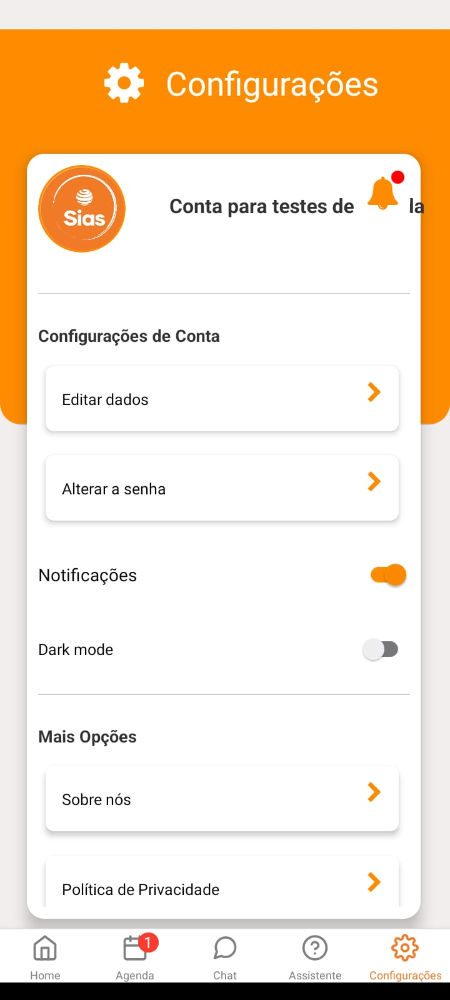 Configurações
Sias
Conta para testes de la
Configurações de Conta
Editar dados
Alterar a senha
Notificações
Dark mode
Mais Opções
Sobre nós
Política de Privacidade
1
Home Agenda Chat Assistente Configurações